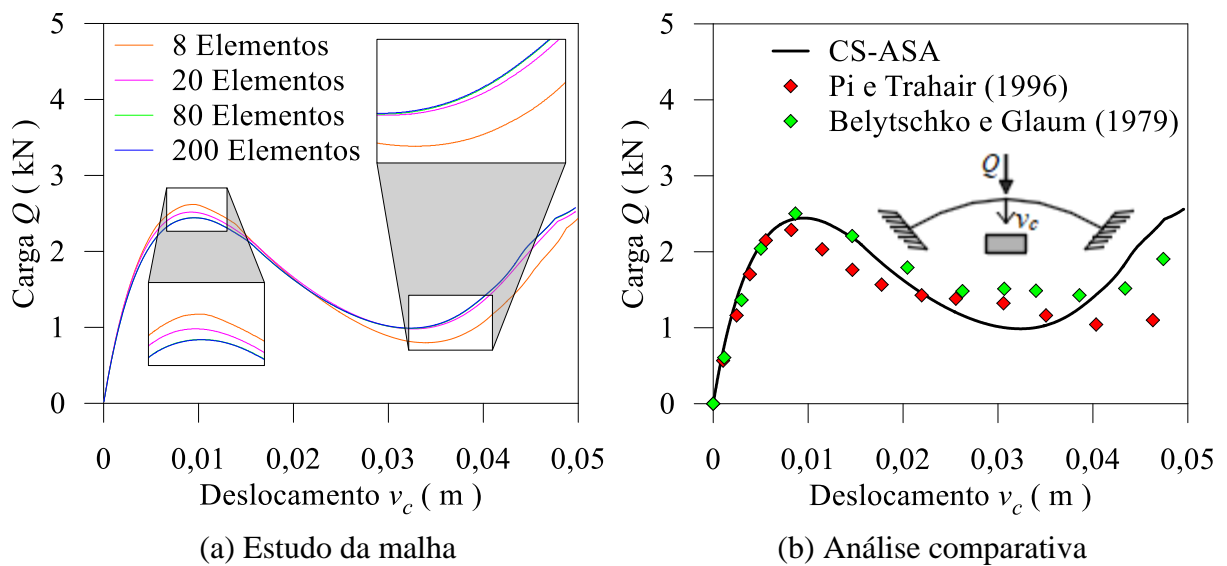 5
4
3
2
1
0
Carga Q ( kN )
8 Elementos
20 Elementos
80 Elementos
200 Elementos
0 0,01 0,02 0,03 0,04 0,05
Deslocamento vc ( m )
(a) Estudo da malha
5
4
3
2
1
0
Carga Q ( kN )
CS-ASA
Pi e Trahair (1996)
Belytschko e Glaum (1979)
Q
vc
0 0,01 0,02 0,03 0,04 0,05
Deslocamento vc ( m )
(b) Análise comparativa